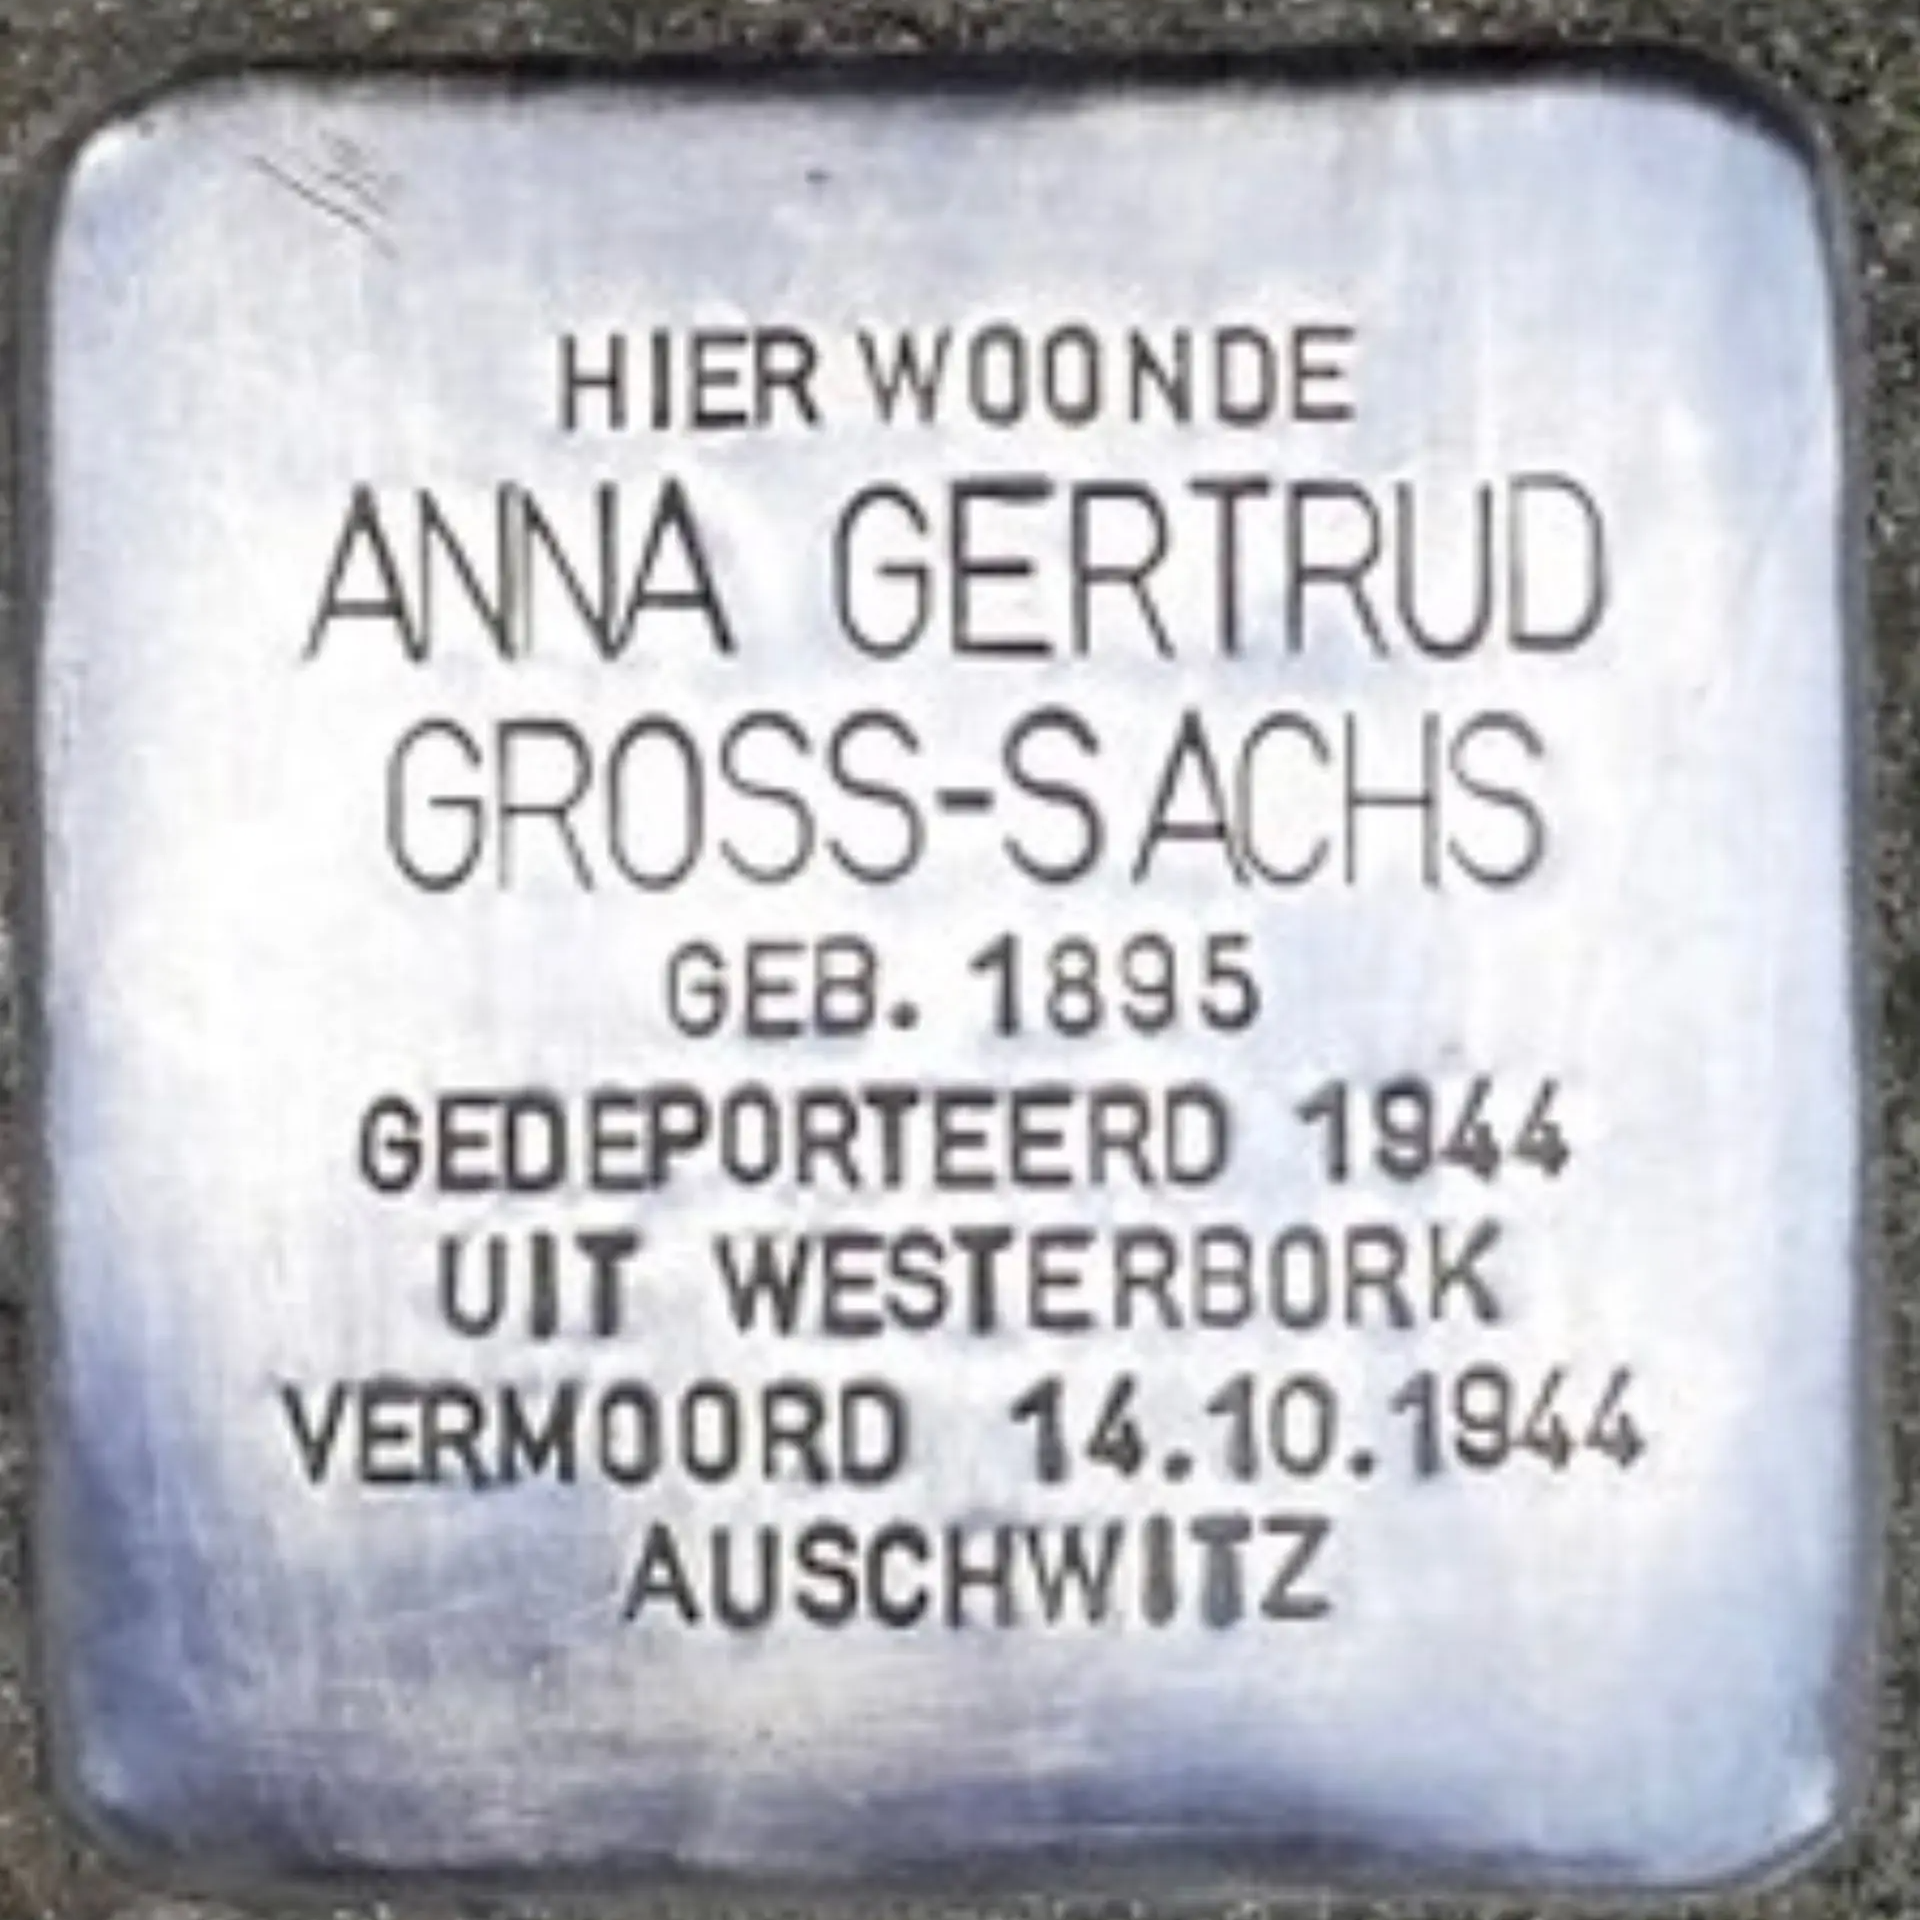 HIER WOONDE
ANNA GERTRUD
GROSS-SACHS
GEB. 1895
GEDEPORTEERD 1944
UIT WESTERBORK
VERMOORD 14.10.1944
AUSCHWITZ